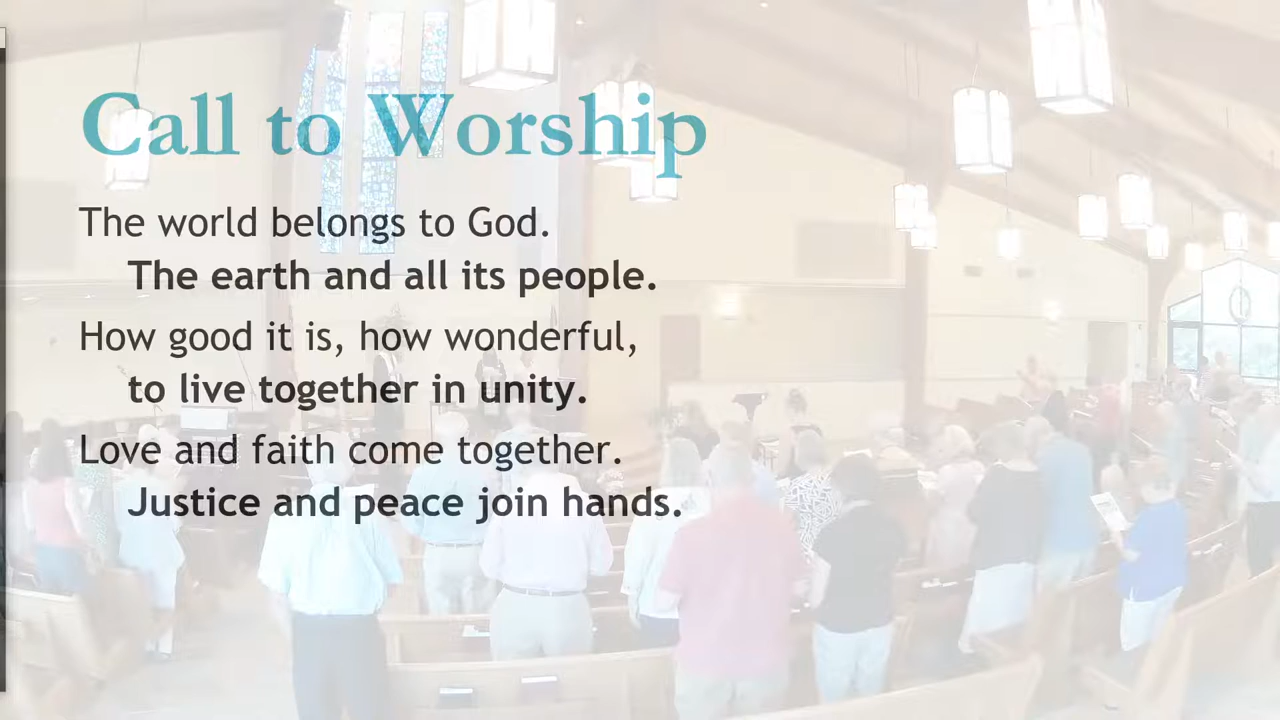 Call to Worship
The world belongs to God.
The earth and all its people.
How good it is, how wonderful,
to live together in unity.
Love and faith come together.
Justice and peace join hands.